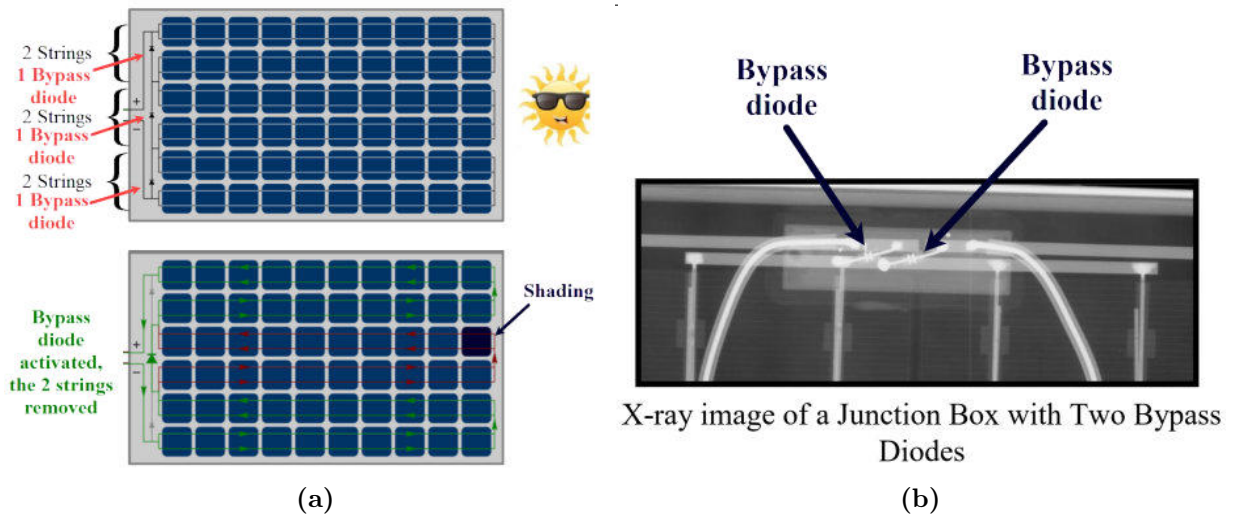 2 Strings
1 Bypass
diode
+
2 Strings
−
1 Bypass
diode
2 Strings
1 Bypass
diode
Shading
Bypass
diode
activated,
the 2 strings
removed
+
−
(a)
Bypass
diode
Bypass
diode
X-ray image of a Junction Box with Two Bypass
Diodes
(b)